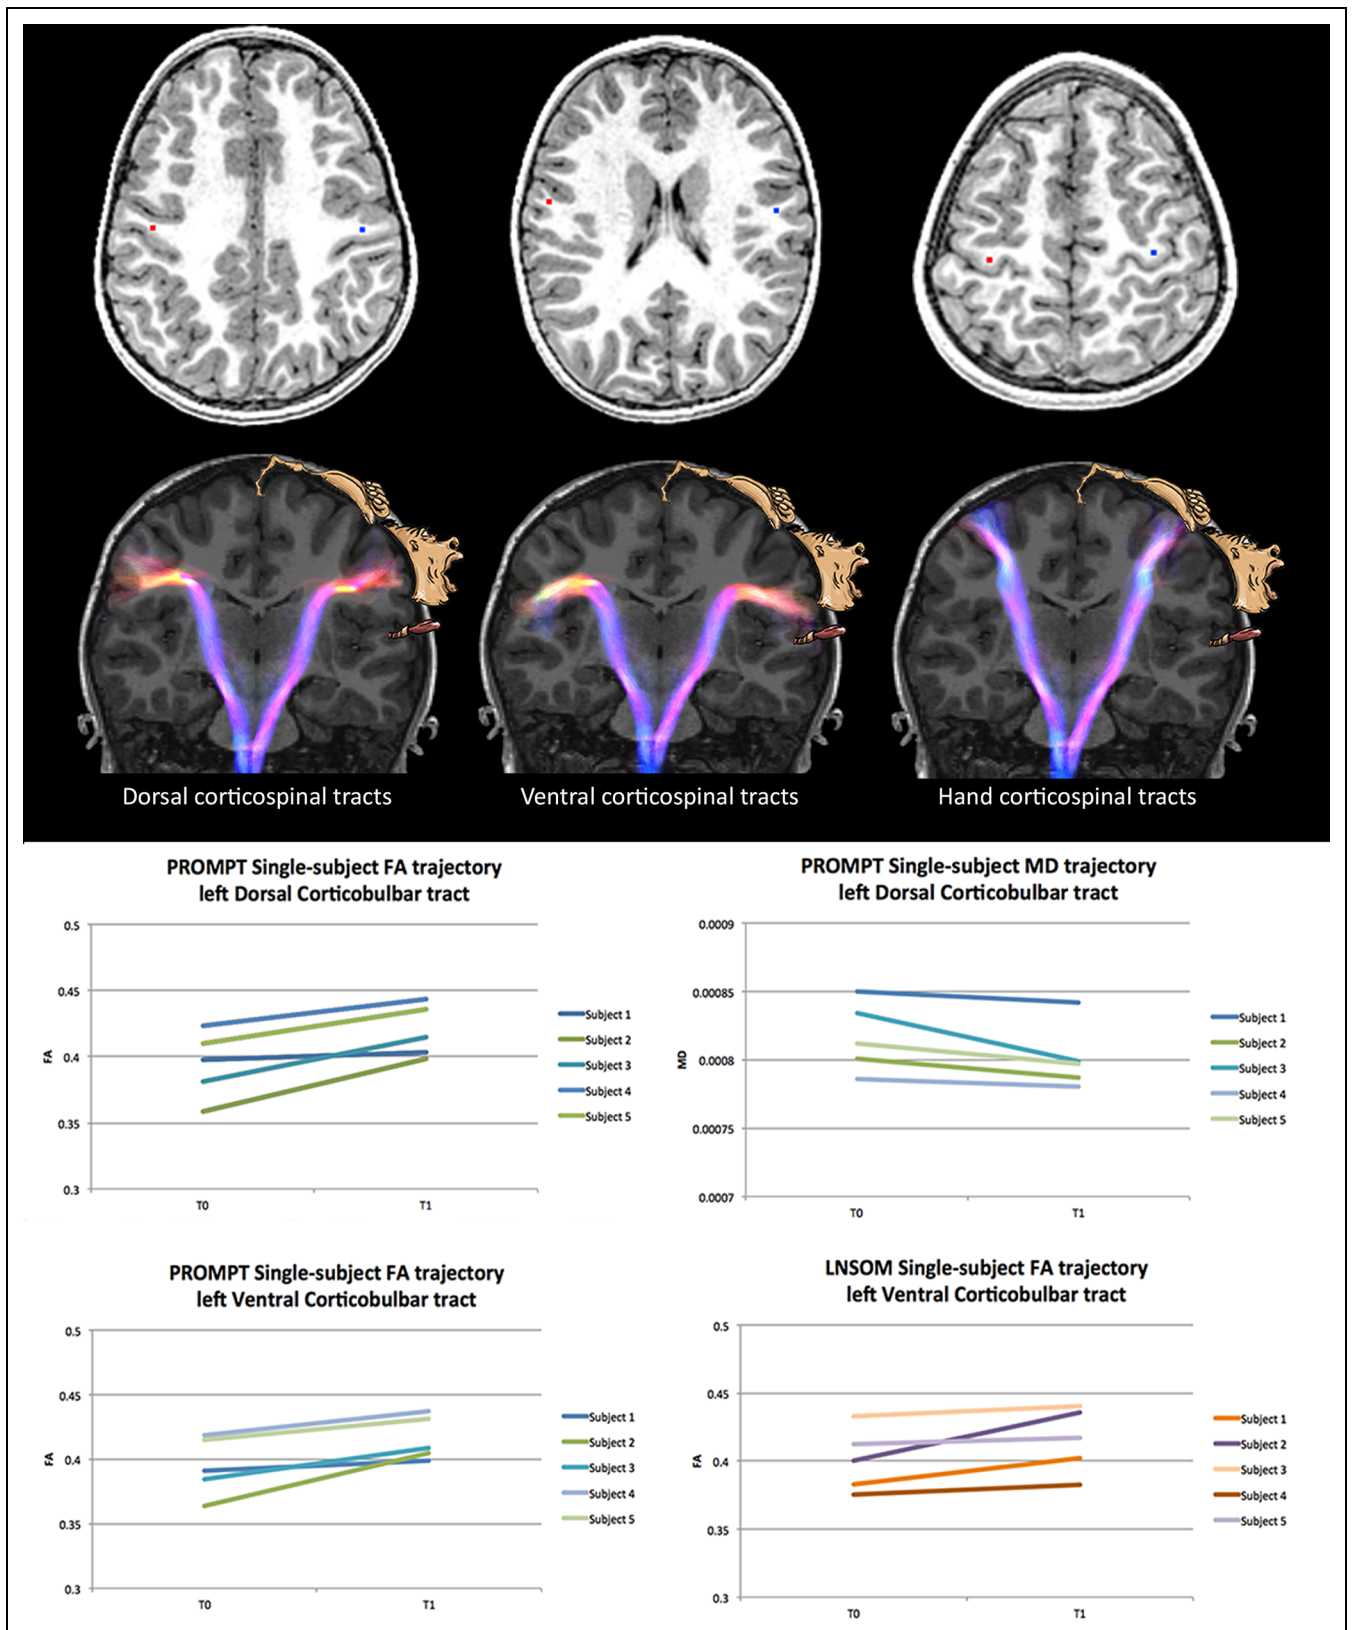 Dorsal corticospinal tracts
Ventral corticospinal tracts
Hand corticospinal tracts
PROMPT Single-subject FA trajectory
left Dorsal Corticobulbar tract
0.5
0.45
0.4
0.35
0.3
FA
T0
T1
Subject 1
Subject 2
Subject 3
Subject 4
Subject 5
PROMPT Single-subject MD trajectory
left Dorsal Corticobulbar tract
0.0009
0.00085
0.0008
0.00075
0.0007
MD
T0
T1
Subject 1
Subject 2
Subject 3
Subject 4
Subject 5
PROMPT Single-subject FA trajectory
left Ventral Corticobulbar tract
0.5
0.45
0.4
0.35
0.3
FA
T0
T1
Subject 1
Subject 2
Subject 3
Subject 4
Subject 5
LNSOM Single-subject FA trajectory
left Ventral Corticobulbar tract
0.5
0.45
0.4
0.35
0.3
FA
T0
T1
Subject 1
Subject 2
Subject 3
Subject 4
Subject 5